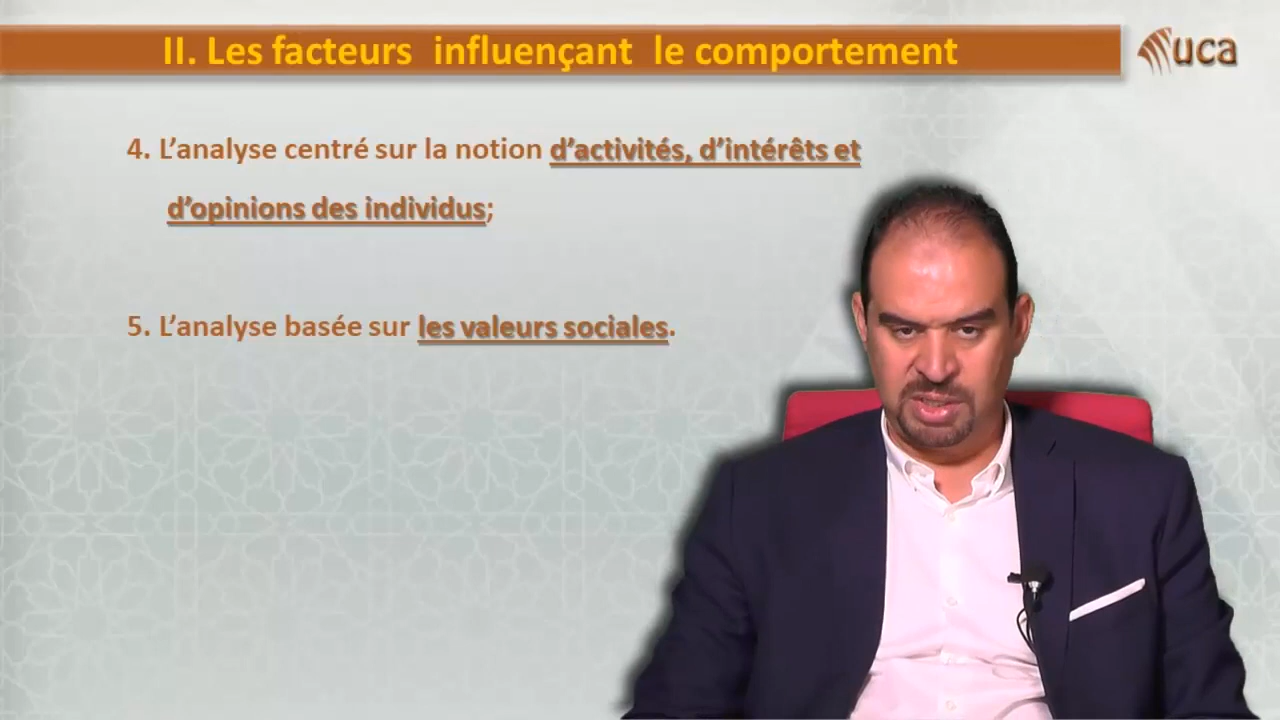 II. Les facteurs influençant le comportement
uca
4. L’analyse centré sur la notion d’activités, d’intérêts et
d’opinions des individus;
5. L’analyse basée sur les valeurs sociales.